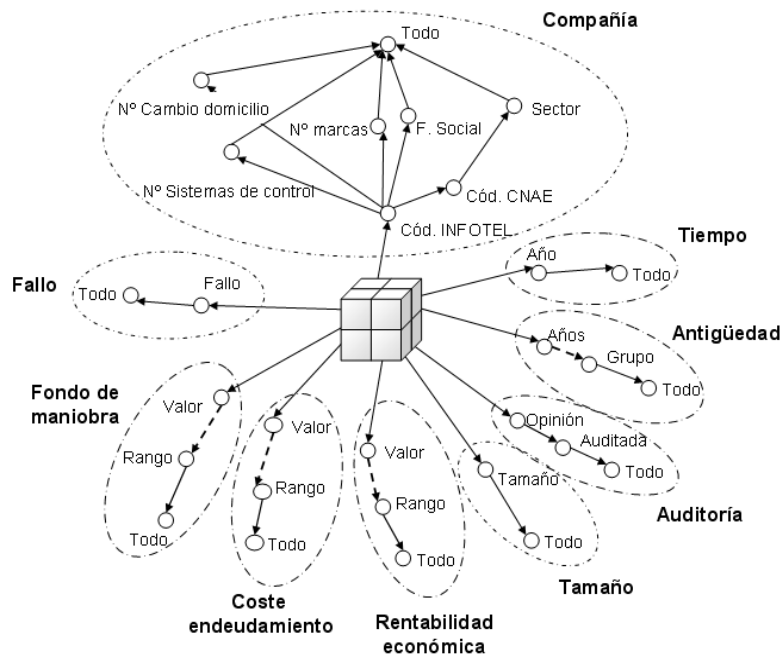 Compañía
Todo
Nº Cambio domicilio
Nº marcas
F. Social
Sector
Nº Sistemas de control
Cód. CNAE
Cód. INFOTEL
Tiempo
Año
Todo
Fallo
Todo
Fallo
Antigüedad
Años
Grupo
Todo
Fondo de
maniobra
Valor
Rango
Todo
Valor
Rango
Todo
Coste
endeudamiento
Valor
Rango
Todo
Rentabilidad
económica
Opinión
Auditada
Todo
Auditoría
Tamaño
Todo
Tamaño